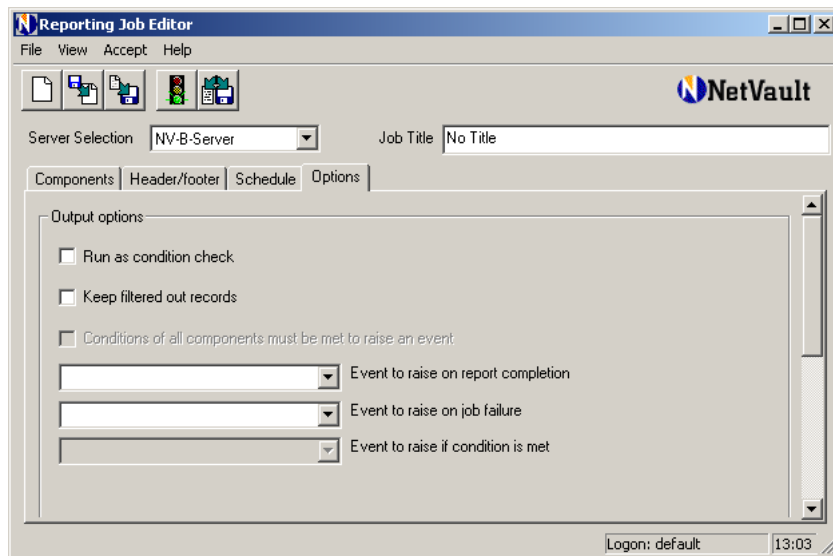 Reporting Job Editor
File View Accept Help
NetVault
Server Selection NV-B-Server Job Title No Title
Components Header/footer Schedule Options
Output options
Run as condition check
Keep filtered out records
Conditions of all components must be met to raise an event
Event to raise on report completion
Event to raise on job failure
Event to raise if condition is met
Logon: default 13:03